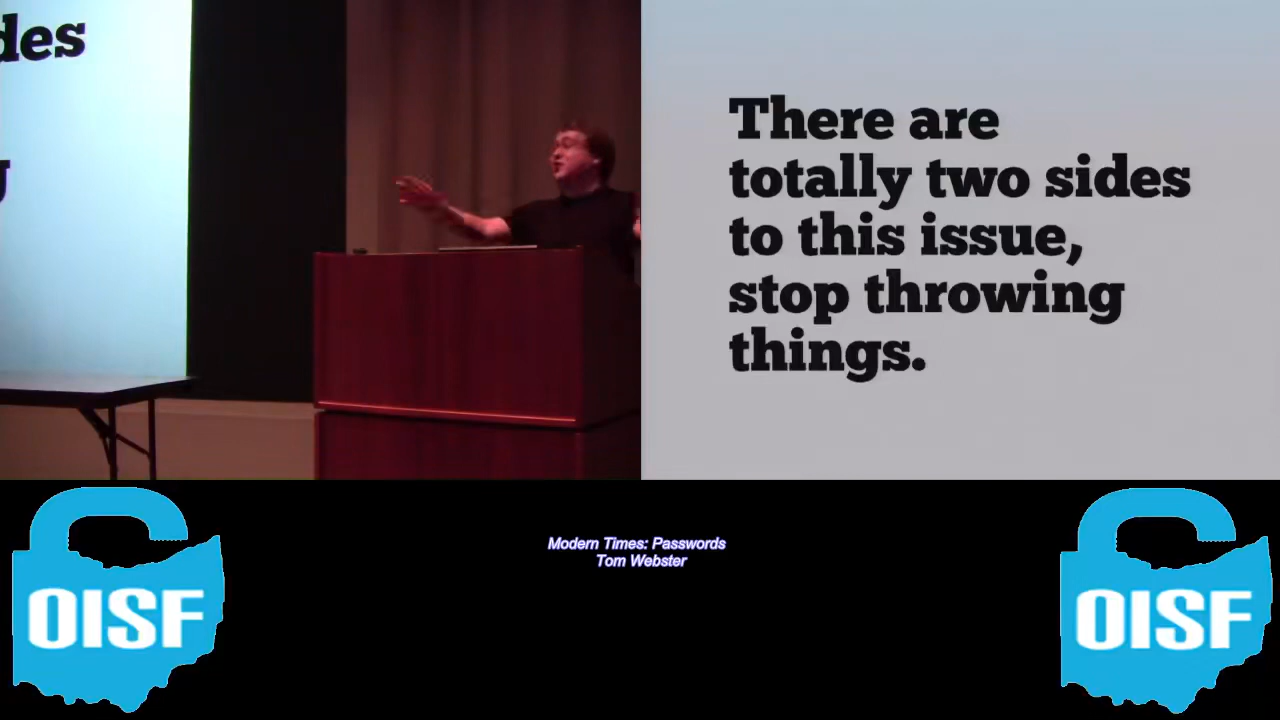 des
g
There are
totally two sides
to this issue,
stop throwing
things.
Modern Times: Passwords
Tom Webster
OISF
OISF